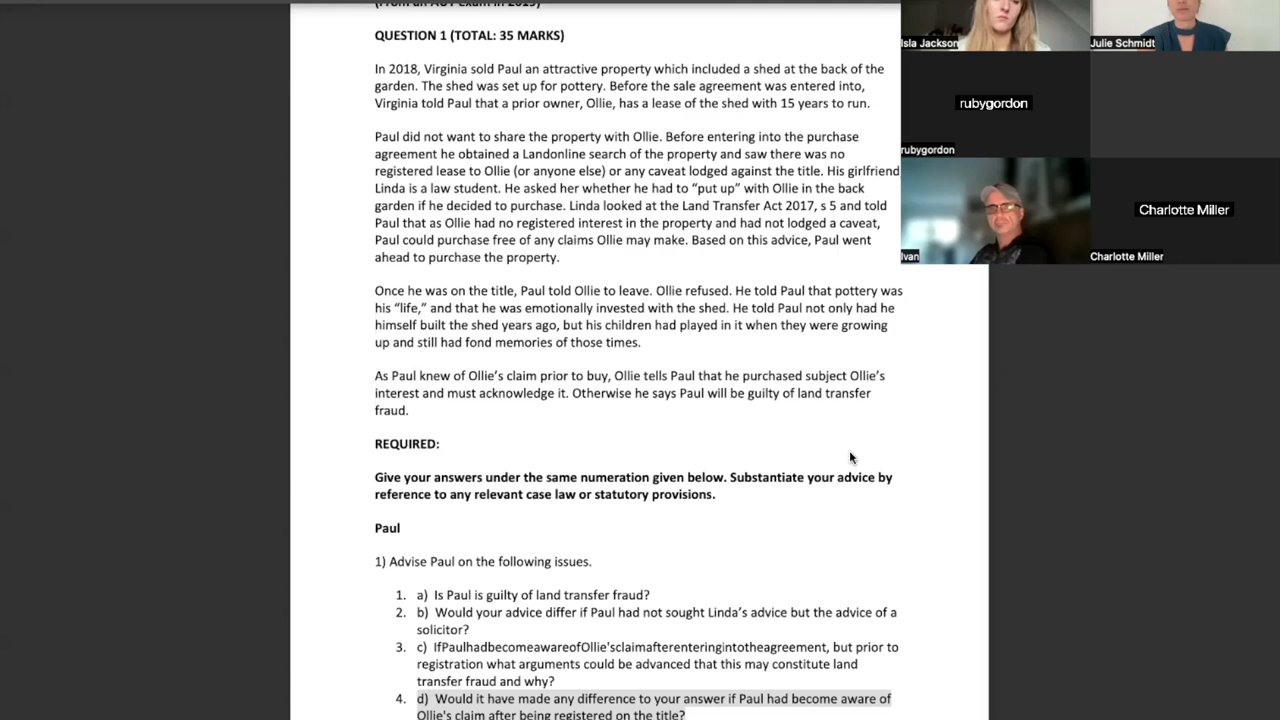 (From an AUT Exam in 2019)
QUESTION 1 (TOTAL: 35 MARKS)
In 2018, Virginia sold Paul an attractive property which included a shed at the back of the
garden. The shed was set up for pottery. Before the sale agreement was entered into,
Virginia told Paul that a prior owner, Ollie, has a lease of the shed with 15 years to run.
Paul did not want to share the property with Ollie. Before entering into the purchase
agreement he obtained a Landonline search of the property and saw there was no
registered lease to Ollie (or anyone else) or any caveat lodged against the title. His girlfriend
Linda is a law student. He asked her whether he had to “put up” with Ollie in the back
garden if he decided to purchase. Linda looked at the Land Transfer Act 2017, s 5 and told
Paul that as Ollie had no registered interest in the property and had not lodged a caveat,
Paul could purchase free of any claims Ollie may make. Based on this advice, Paul went
ahead to purchase the property.
Once he was on the title, Paul told Ollie to leave. Ollie refused. He told Paul that pottery was
his “life,” and that he was emotionally invested with the shed. He told Paul not only had he
himself built the shed years ago, but his children had played in it when they were growing
up and still had fond memories of those times.
As Paul knew of Ollie’s claim prior to buy, Ollie tells Paul that he purchased subject Ollie’s
interest and must acknowledge it. Otherwise he says Paul will be guilty of land transfer
fraud.
REQUIRED:
Give your answers under the same numeration given below. Substantiate your advice by
reference to any relevant case law or statutory provisions.
Paul
1) Advise Paul on the following issues.
1. a) Is Paul is guilty of land transfer fraud?
2. b) Would your advice differ if Paul had not sought Linda’s advice but the advice of a
solicitor?
3. c) IfPaulhadbecomeawareofOllie'sclaimafterenteringintotheagreement, but prior to
registration what arguments could be advanced that this may constitute land
transfer fraud and why?
4. d) Would it have made any difference to your answer if Paul had become aware of
Ollie's claim after being registered on the title?
Isla Jackson
Julie Schmidt
rubygordon
rubygordon
Ivan
Charlotte Miller
Charlotte Miller